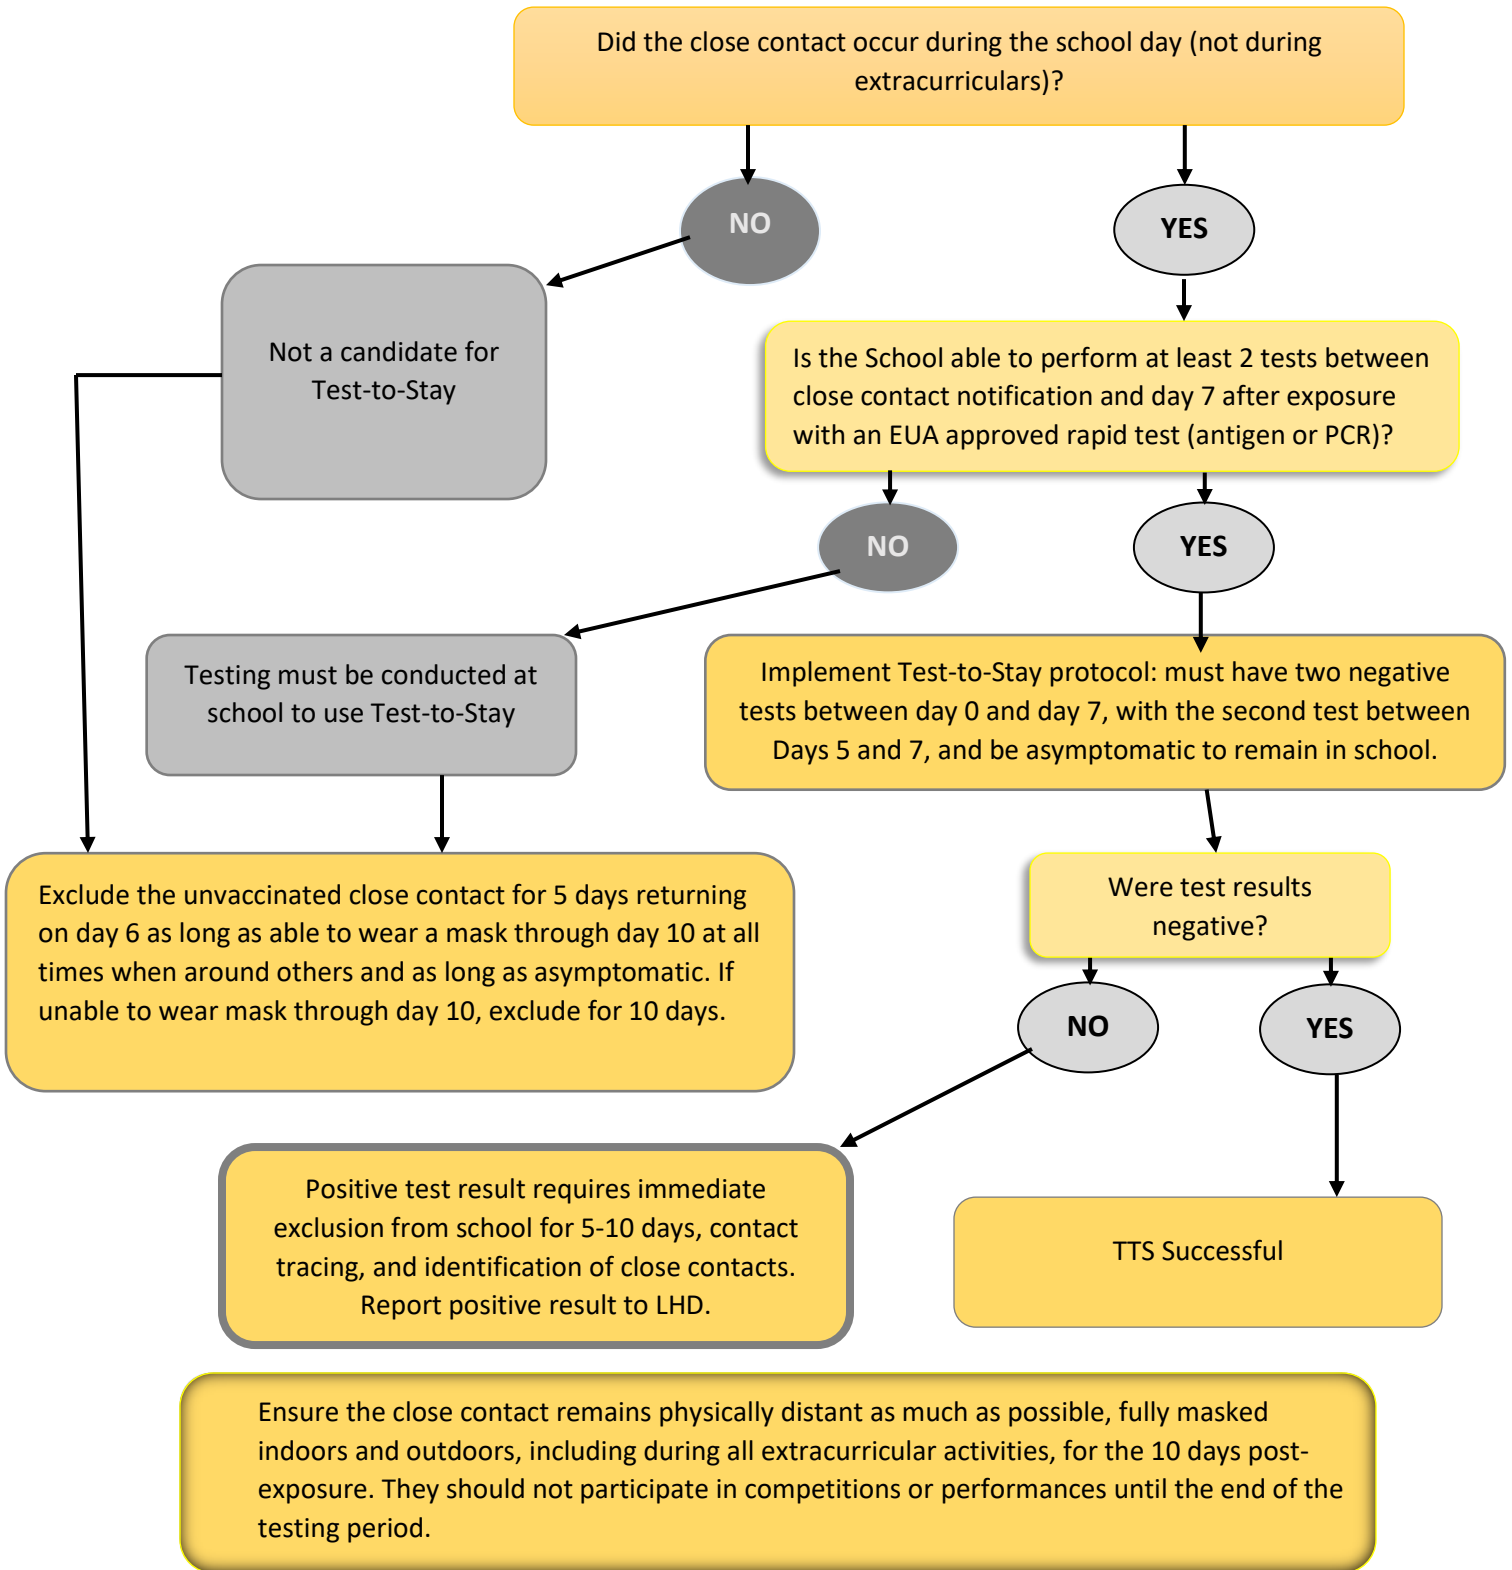 Did the close contact occur during the school day (not during
extracurriculars)?
NO
YES
Not a candidate for
Test-to-Stay
Is the School able to perform at least 2 tests between
close contact notification and day 7 after exposure
with an EUA approved rapid test (antigen or PCR)?
NO
YES
Testing must be conducted at
school to use Test-to-Stay
Implement Test-to-Stay protocol: must have two negative
tests between day 0 and day 7, with the second test between
Days 5 and 7, and be asymptomatic to remain in school.
Exclude the unvaccinated close contact for 5 days returning
on day 6 as long as able to wear a mask through day 10 at all
times when around others and as long as asymptomatic. If
unable to wear mask through day 10, exclude for 10 days.
Were test results
negative?
NO
YES
Positive test result requires immediate
exclusion from school for 5-10 days, contact
tracing, and identification of close contacts.
Report positive result to LHD.
TTS Successful
Ensure the close contact remains physically distant as much as possible, fully masked
indoors and outdoors, including during all extracurricular activities, for the 10 days post-
exposure. They should not participate in competitions or performances until the end of the
testing period.